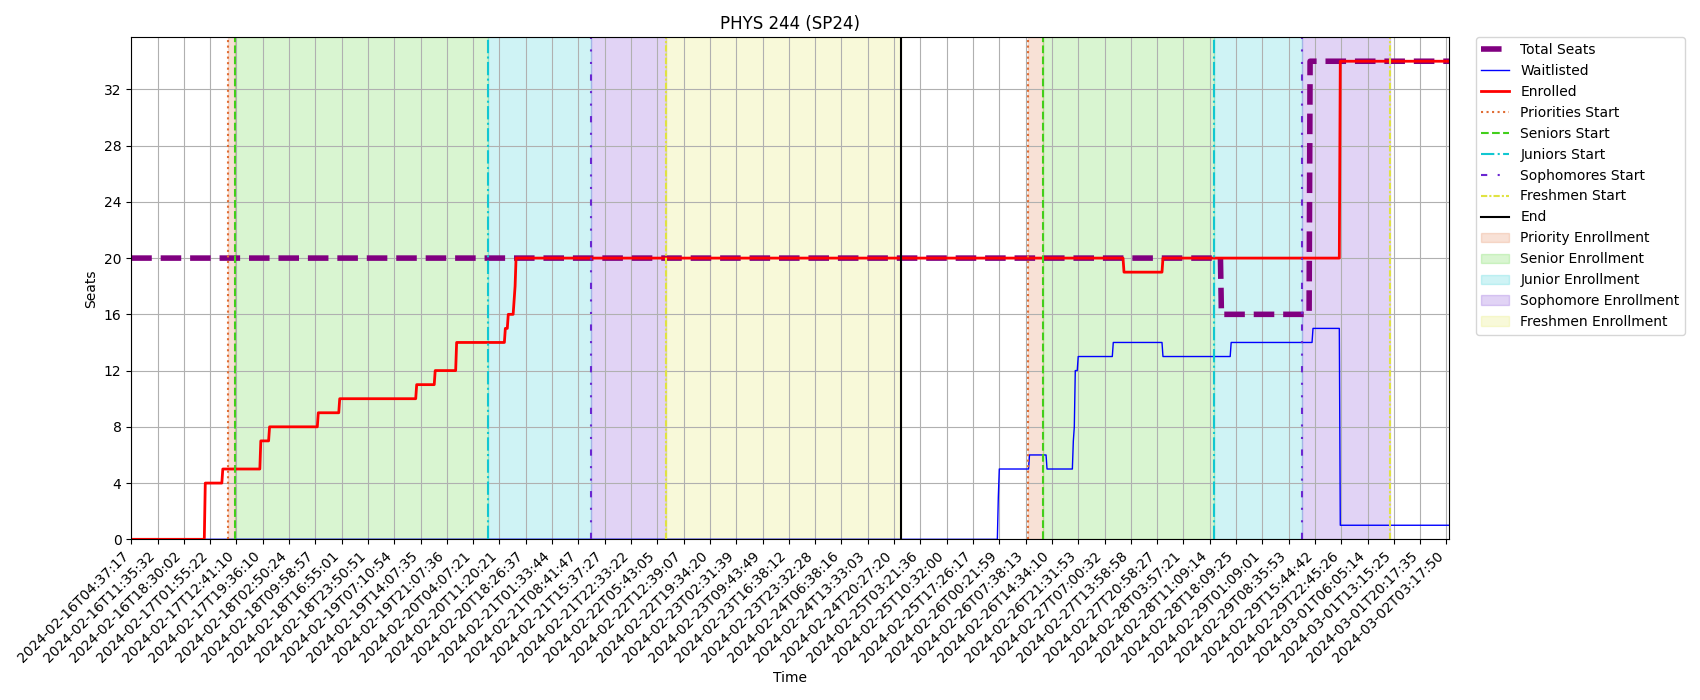 PHYS 244 (SP24)
Seats
32
28
24
20
16
12
8
4
0
2024-02-16T04:37:17
2024-02-16T11:35:32
2024-02-16T18:30:02
2024-02-17T01:55:22
2024-02-17T12:41:10
2024-02-17T19:36:10
2024-02-18T02:50:24
2024-02-18T09:58:57
2024-02-18T16:55:01
2024-02-18T23:50:51
2024-02-19T07:10:54
2024-02-19T14:07:35
2024-02-19T21:07:36
2024-02-20T04:07:21
2024-02-20T11:20:21
2024-02-20T18:26:37
2024-02-21T01:33:44
2024-02-21T08:41:47
2024-02-21T15:37:27
2024-02-21T22:33:22
2024-02-22T05:43:05
2024-02-22T12:39:07
2024-02-22T19:34:20
2024-02-23T02:31:39
2024-02-23T09:43:49
2024-02-23T16:38:12
2024-02-23T23:32:28
2024-02-24T06:38:16
2024-02-24T13:33:03
2024-02-24T20:27:20
2024-02-25T03:21:36
2024-02-25T10:32:00
2024-02-25T17:26:17
2024-02-26T00:21:59
2024-02-26T07:38:13
2024-02-26T14:34:10
2024-02-26T21:31:53
2024-02-27T07:00:32
2024-02-27T13:58:58
2024-02-27T20:58:27
2024-02-28T03:57:21
2024-02-28T11:09:14
2024-02-28T18:09:25
2024-02-29T01:09:01
2024-02-29T08:35:53
2024-02-29T15:44:42
2024-02-29T22:45:26
2024-03-01T06:05:14
2024-03-01T13:15:25
2024-03-01T20:17:35
2024-03-02T03:17:50
Time
Total Seats
Waitlisted
Enrolled
Priorities Start
Seniors Start
Juniors Start
Sophomores Start
Freshmen Start
End
Priority Enrollment
Senior Enrollment
Junior Enrollment
Sophomore Enrollment
Freshmen Enrollment